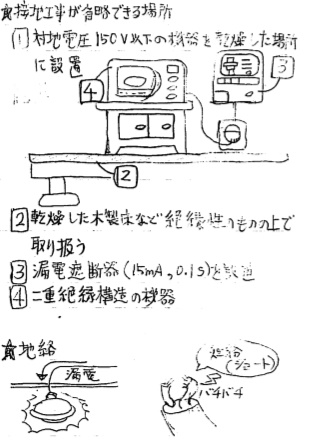 接地工事が省略できる場所
1 対地電圧150V以下の機器を乾燥した場所
に設置
4
3
2
2 乾燥した木製床など絶縁性のものの上で
取り扱う
3 漏電遮断器(15mA,0.1s)を設置
4 二重絶縁構造の機器
地絡
漏電
短絡
(ショート)
バチバチ